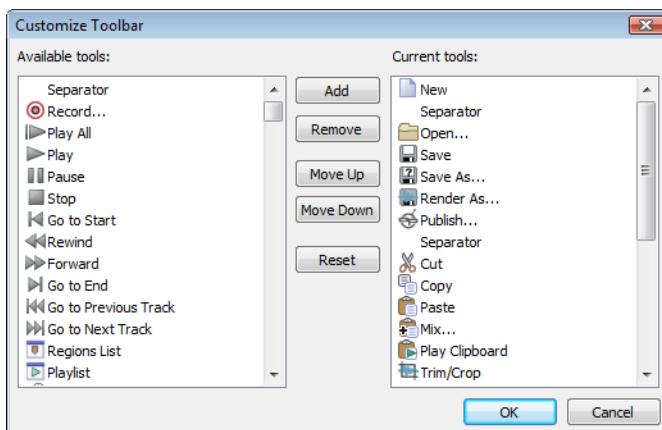 Customize Toolbar
Available tools:
Separator
Record...
Play All
Play
Pause
Stop
Go to Start
Rewind
Forward
Go to End
Go to Previous Track
Go to Next Track
Regions List
Playlist
Add
Remove
Move Up
Move Down
Reset
Current tools:
New
Separator
Open...
Save
Save As...
Render As...
Publish...
Separator
Cut
Copy
Paste
Mix...
Play Clipboard
Trim/Crop
OK
Cancel